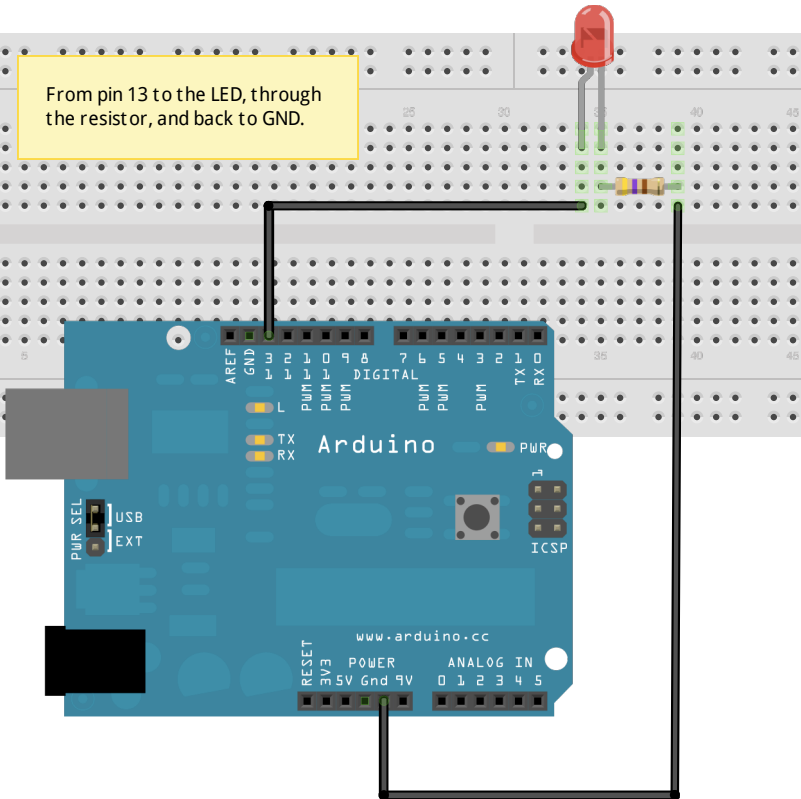 From pin 13 to the LED, through
the resistor, and back to GND.
25 30 35 40 45
5 35 40 45
AREF GND 13 12 11 10 9 8 7 6 5 4 3 2 1 0
PWM PWM PWM PWM PWM PWM TX RX
DIGITAL
L
TX
RX
Arduino
PWR
1
ICSP
PWR SEL
USB
EXT
www.arduino.cc
POWER ANALOG IN
RESET 3V3 5V Gnd 9V 0 1 2 3 4 5